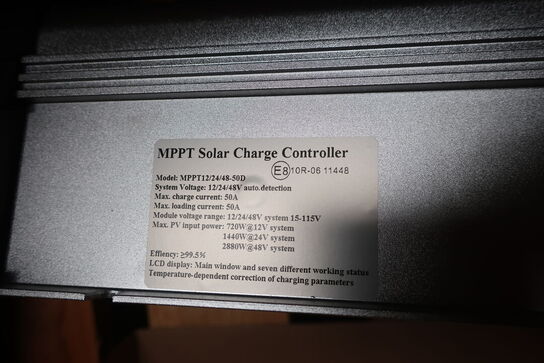 MPPT Solar Charge Controller
E8 10R-06 11448
Model: MPPT12/24/48-50D
System Voltage: 12/24/48V auto.detection
Max. charge current: 50A
Max. loading current: 50A
Module voltage range: 12/24/48V system 15-115V
Max. PV input power: 720W@12V system
1440W@24V system
2880W@48V system
Effiency: ≥99.5%
LCD display: Main window and seven different working status
Temperature-dependent correction of charging parameters